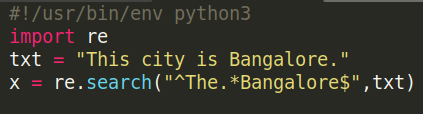 #!/usr/bin/env python3
import re
txt = "This city is Bangalore."
x = re.search("^The.*Bangalore$",txt)